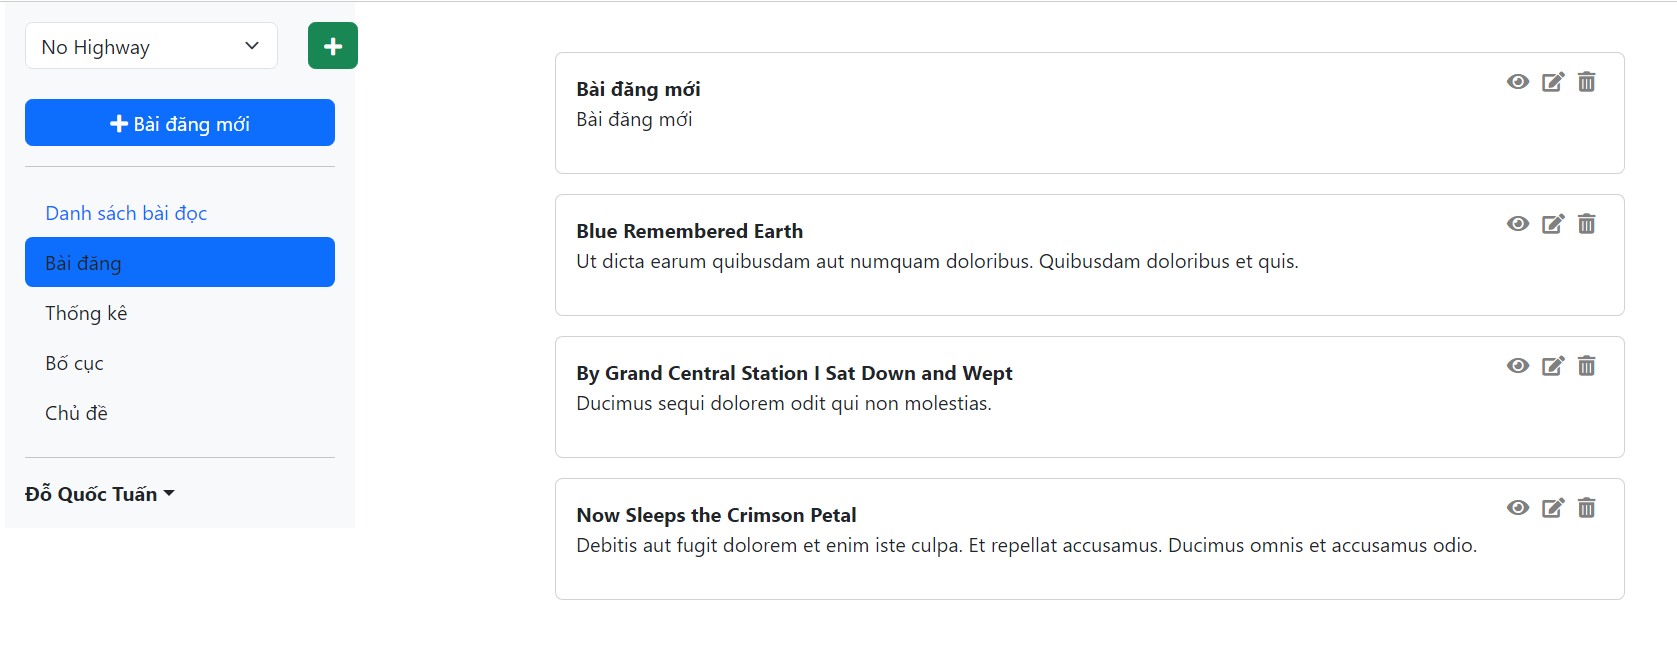 No Highway
Bài đăng mới
Danh sách bài đọc
Bài đăng
Thống kê
Bố cục
Chủ đề
Đỗ Quốc Tuấn
Bài đăng mới
Bài đăng mới
Blue Remembered Earth
Ut dicta earum quibusdam aut numquam doloribus. Quibusdam doloribus et quis.
By Grand Central Station I Sat Down and Wept
Ducimus sequi dolorem odit qui non molestias.
Now Sleeps the Crimson Petal
Debitis aut fugit dolorem et enim iste culpa. Et repellat accusamus. Ducimus omnis et accusamus odio.